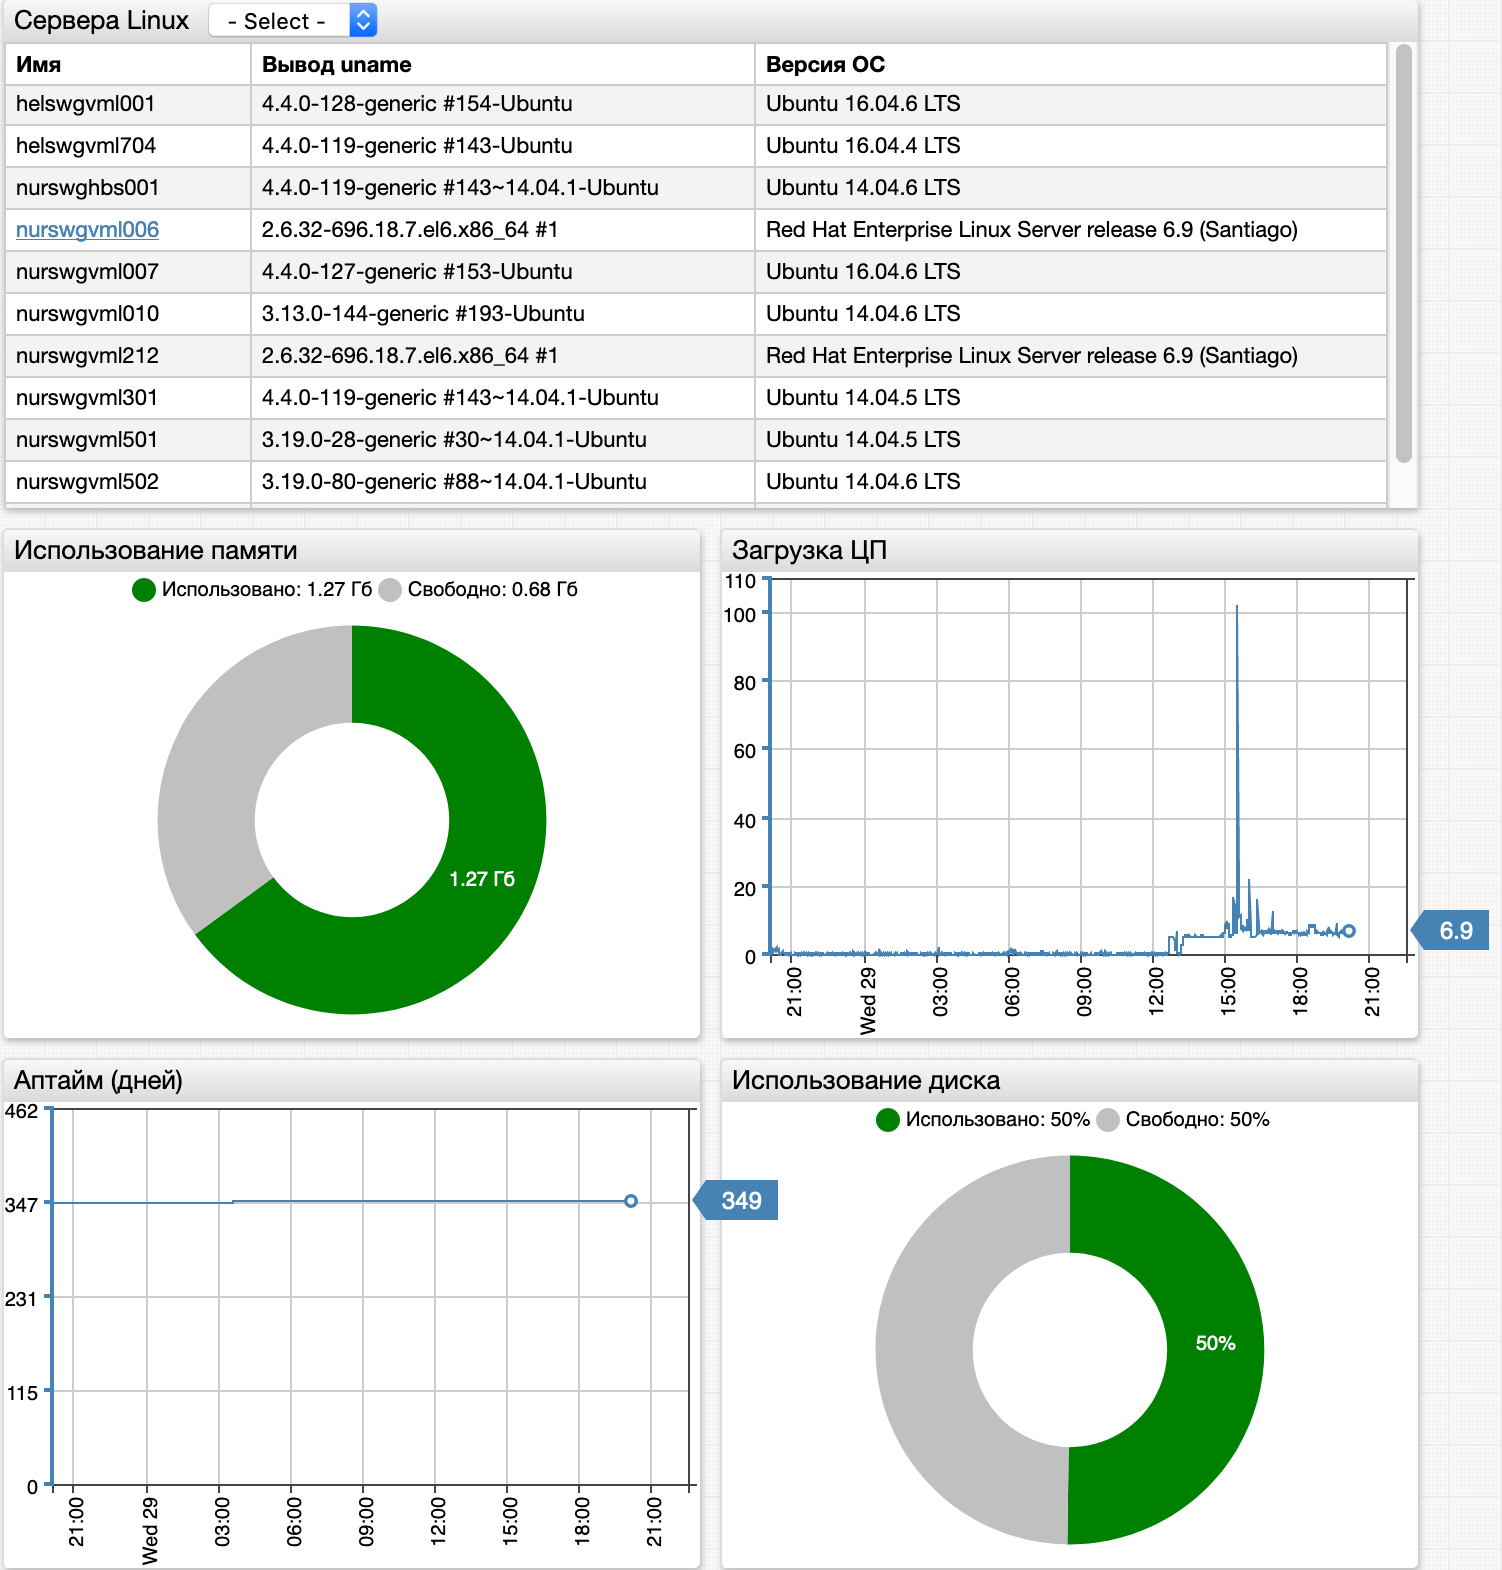 Сервера Linux - Select -
Имя Вывод uname Версия ОС
helswgvml001 4.4.0-128-generic #154-Ubuntu Ubuntu 16.04.6 LTS
helswgvml704 4.4.0-119-generic #143-Ubuntu Ubuntu 16.04.4 LTS
nurswghbs001 4.4.0-119-generic #143~14.04.1-Ubuntu Ubuntu 14.04.6 LTS
nurswgvml006 2.6.32-696.18.7.el6.x86_64 #1 Red Hat Enterprise Linux Server release 6.9 (Santiago)
nurswgvml007 4.4.0-127-generic #153-Ubuntu Ubuntu 16.04.6 LTS
nurswgvml010 3.13.0-144-generic #193-Ubuntu Ubuntu 14.04.6 LTS
nurswgvml212 2.6.32-696.18.7.el6.x86_64 #1 Red Hat Enterprise Linux Server release 6.9 (Santiago)
nurswgvml301 4.4.0-119-generic #143~14.04.1-Ubuntu Ubuntu 14.04.5 LTS
nurswgvml501 3.19.0-28-generic #30~14.04.1-Ubuntu Ubuntu 14.04.5 LTS
nurswgvml502 3.19.0-80-generic #88~14.04.1-Ubuntu Ubuntu 14.04.6 LTS
Использование памяти
Использовано: 1.27 Гб Свободно: 0.68 Гб
1.27 Гб
Загрузка ЦП
110
100
80
60
40
20
0
6.9
21:00 Wed 29 03:00 06:00 09:00 12:00 15:00 18:00 21:00
Аптайм (дней)
462
347
231
115
0
349
21:00 Wed 29 03:00 06:00 09:00 12:00 15:00 18:00 21:00
Использование диска
Использовано: 50% Свободно: 50%
50%